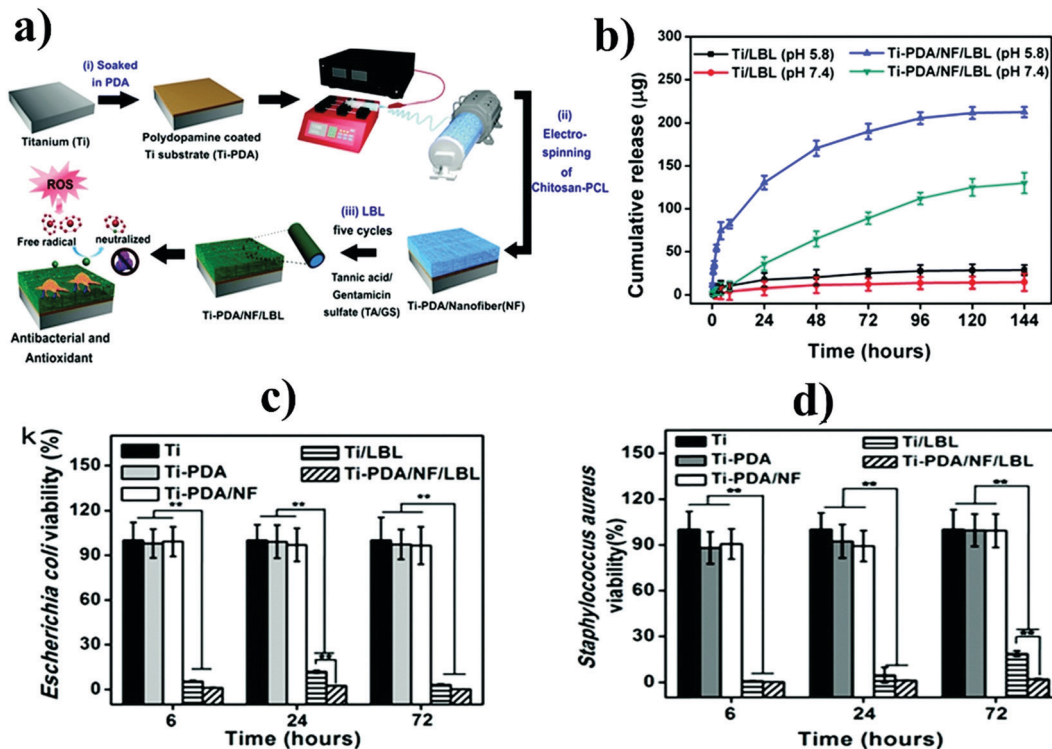 a)
(i) Soaked
in PDA
Titanium (Ti)
Polydopamine coated
Ti substrate (Ti-PDA)
(ii)
Electro-
spinning
of
Chitosan-PCL
ROS
Free radical
neutralized
(iii) LBL
five cycles
Tannic acid/
Gentamicin
sulfate (TA/GS)
Ti-PDA/NF/LBL
Ti-PDA/Nanofiber(NF)
Antibacterial and
Antioxidant
b)
Cumulative release (μg)
300
250
200
150
100
50
0
Ti/LBL (pH 5.8)
Ti/LBL (pH 7.4)
Ti-PDA/NF/LBL (pH 5.8)
Ti-PDA/NF/LBL (pH 7.4)
0 24 48 72 96 120 144
Time (hours)
c)
k
Escherichia coli viability (%)
150
120
90
60
30
0
Ti
Ti-PDA
Ti-PDA/NF
Ti/LBL
Ti-PDA/NF/LBL
** ** **
**
6 24 72
Time (hours)
d)
Staphylococcus aureus
viability(%)
150
120
90
60
30
0
Ti
Ti-PDA
Ti-PDA/NF
Ti/LBL
Ti-PDA/NF/LBL
** ** **
**
6 24 72
Time (hours)